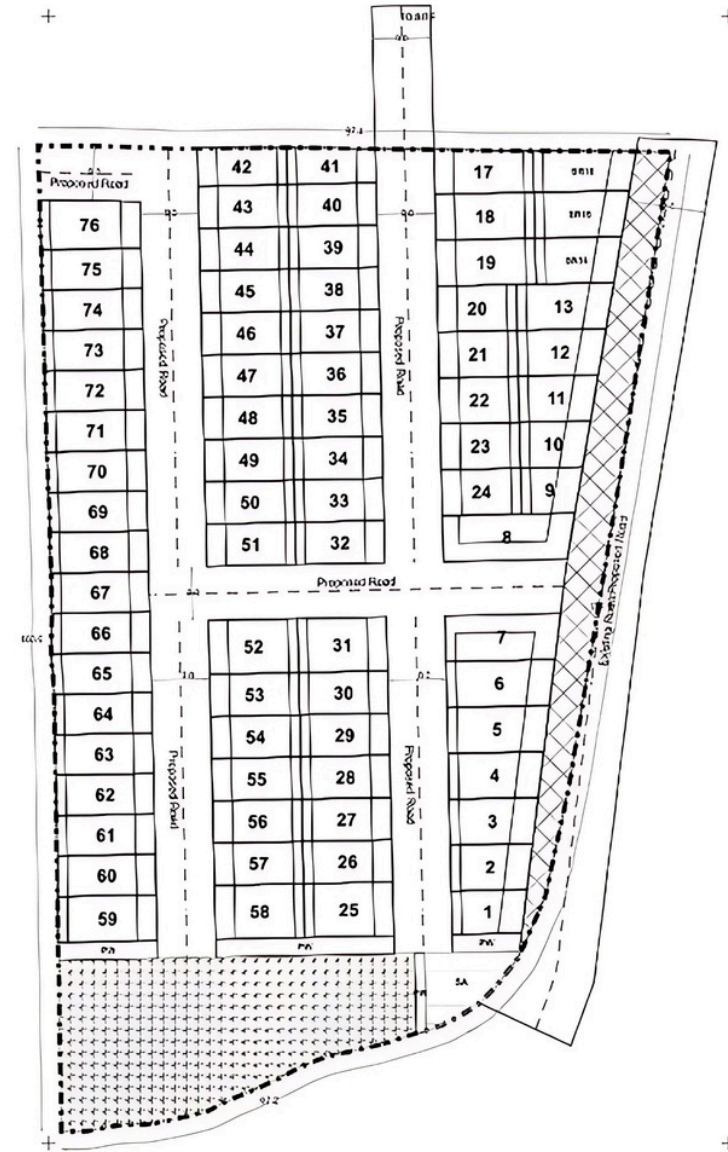 42 41 17
Proposed Road
76 43 40 18
75 44 39 19
74 45 38 20 13
73 46 37 21 12
Proposed Road
Proposed Road
72 47 36 22 11
71 48 35 23 10
70 49 34 24 9
69 50 33
68 51 32 8
67
Proposed Road
66 52 31 7
65 53 30 6
64 54 29 5
63 55 28 4
Proposed Road
Proposed Road
62 56 27 3
61 57 26 2
60
59 58 25 1
PW PW PW
SA